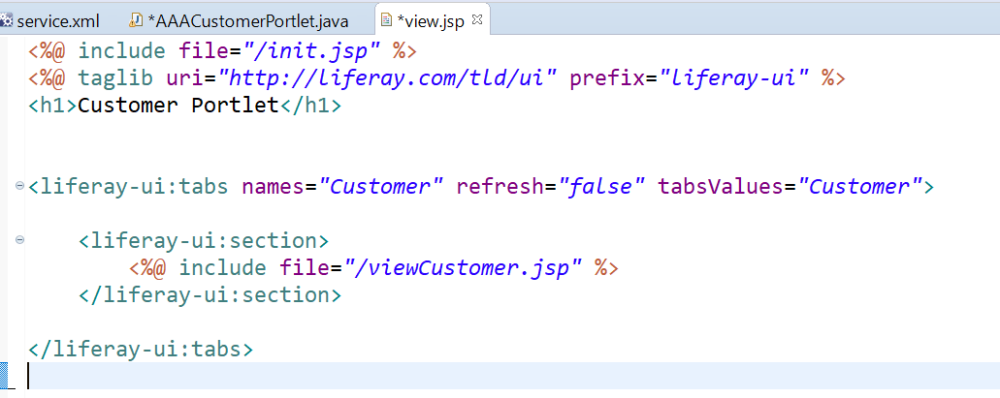 service.xml *AAACustomerPortlet.java *view.jsp
<%@ include file="/init.jsp" %>
<%@ taglib uri="http://liferay.com/tld/ui" prefix="liferay-ui" %>
<h1>Customer Portlet</h1>
<liferay-ui:tabs names="Customer" refresh="false" tabsValues="Customer">
<liferay-ui:section>
<%@ include file="/viewCustomer.jsp" %>
</liferay-ui:section>
</liferay-ui:tabs>